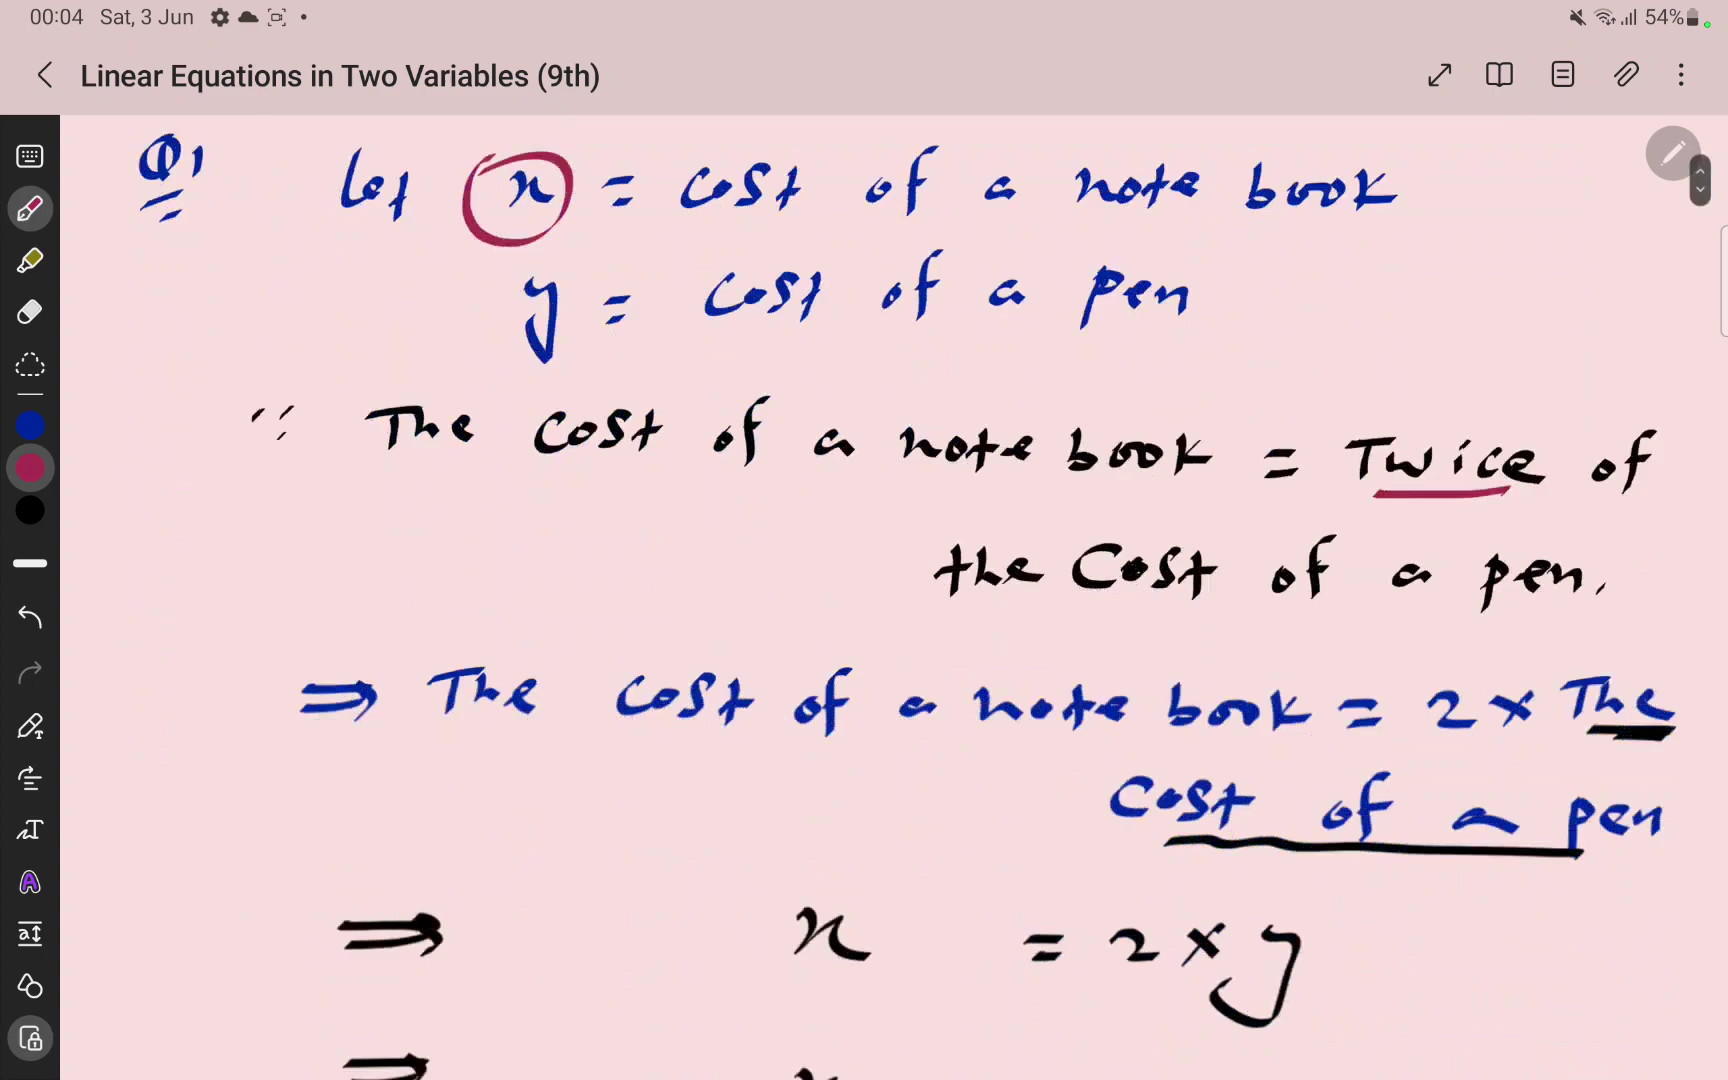 00:04 Sat, 3 Jun 54%
Linear Equations in Two Variables (9th)
Q1 Let x = cost of a note book
y = cost of a pen
∵ The cost of a note book = Twice of
the cost of a pen.
⇒ The cost of a note book = 2 × The
cost of a pen
⇒ x = 2 × y
⇒